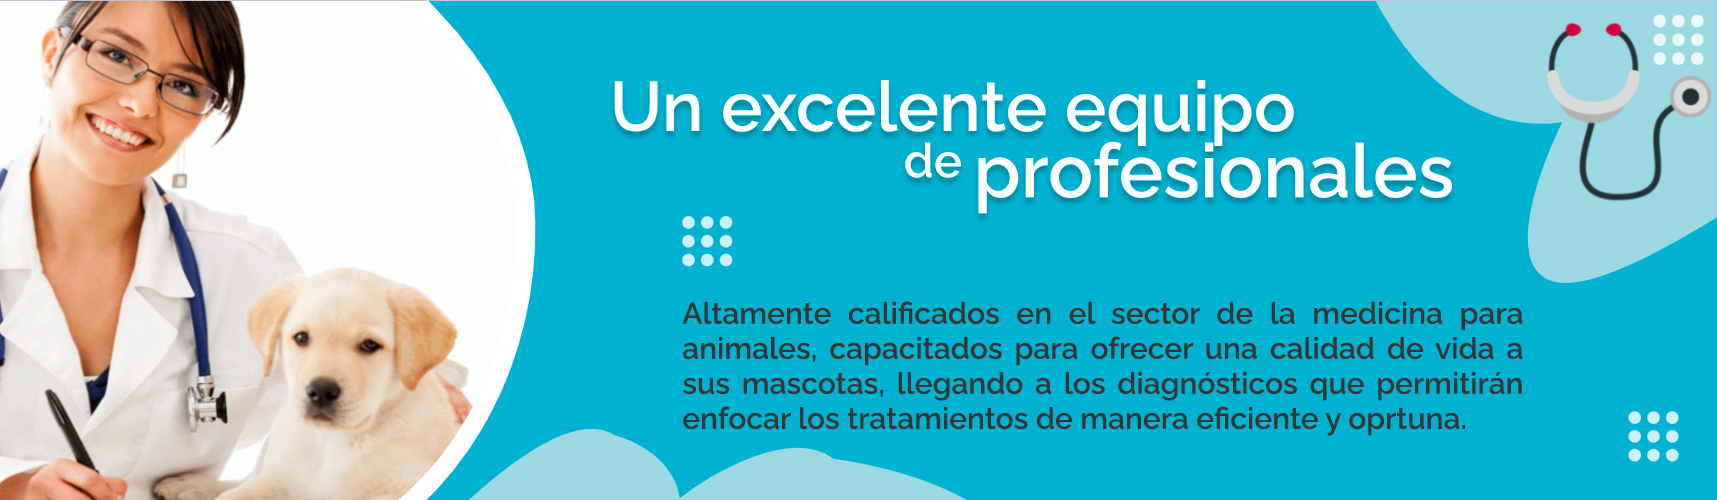 Un excelente equipo
de profesionales
Altamente calificados en el sector de la medicina para
animales, capacitados para ofrecer una calidad de vida a
sus mascotas, llegando a los diagnósticos que permitirán
enfocar los tratamientos de manera eficiente y oprtuna.